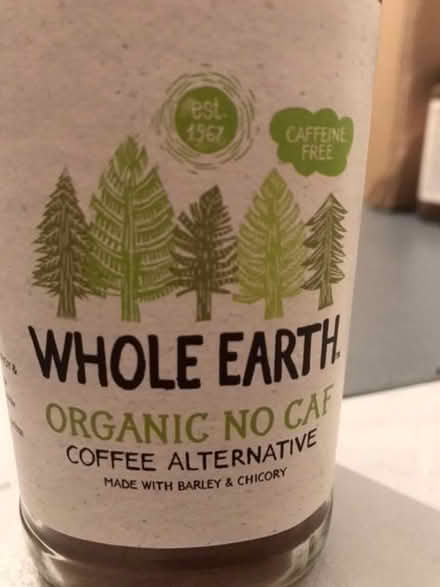 est.
1967
CAFFEINE
FREE
WHOLE EARTH
ORGANIC NO CAF
COFFEE ALTERNATIVE
MADE WITH BARLEY & CHICORY